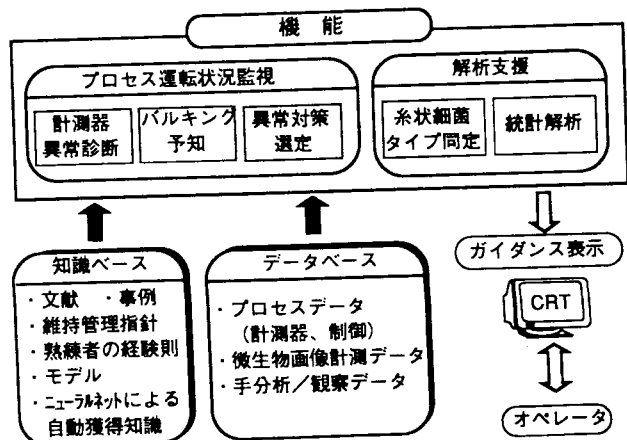 機 能
プロセス運転状況監視
計測器
異常診断
バルキング
予知
異常対策
選定
解析支援
糸状細菌
タイプ同定
統計解析
知識ベース
・文献 ・事例
・維持管理指針
・熟練者の経験則
・モデル
・ニューラルネットによる
自動獲得知識
データベース
・プロセスデータ
(計測器、制御)
・微生物画像計測データ
・手分析/観察データ
ガイダンス表示
CRT
オペレータ